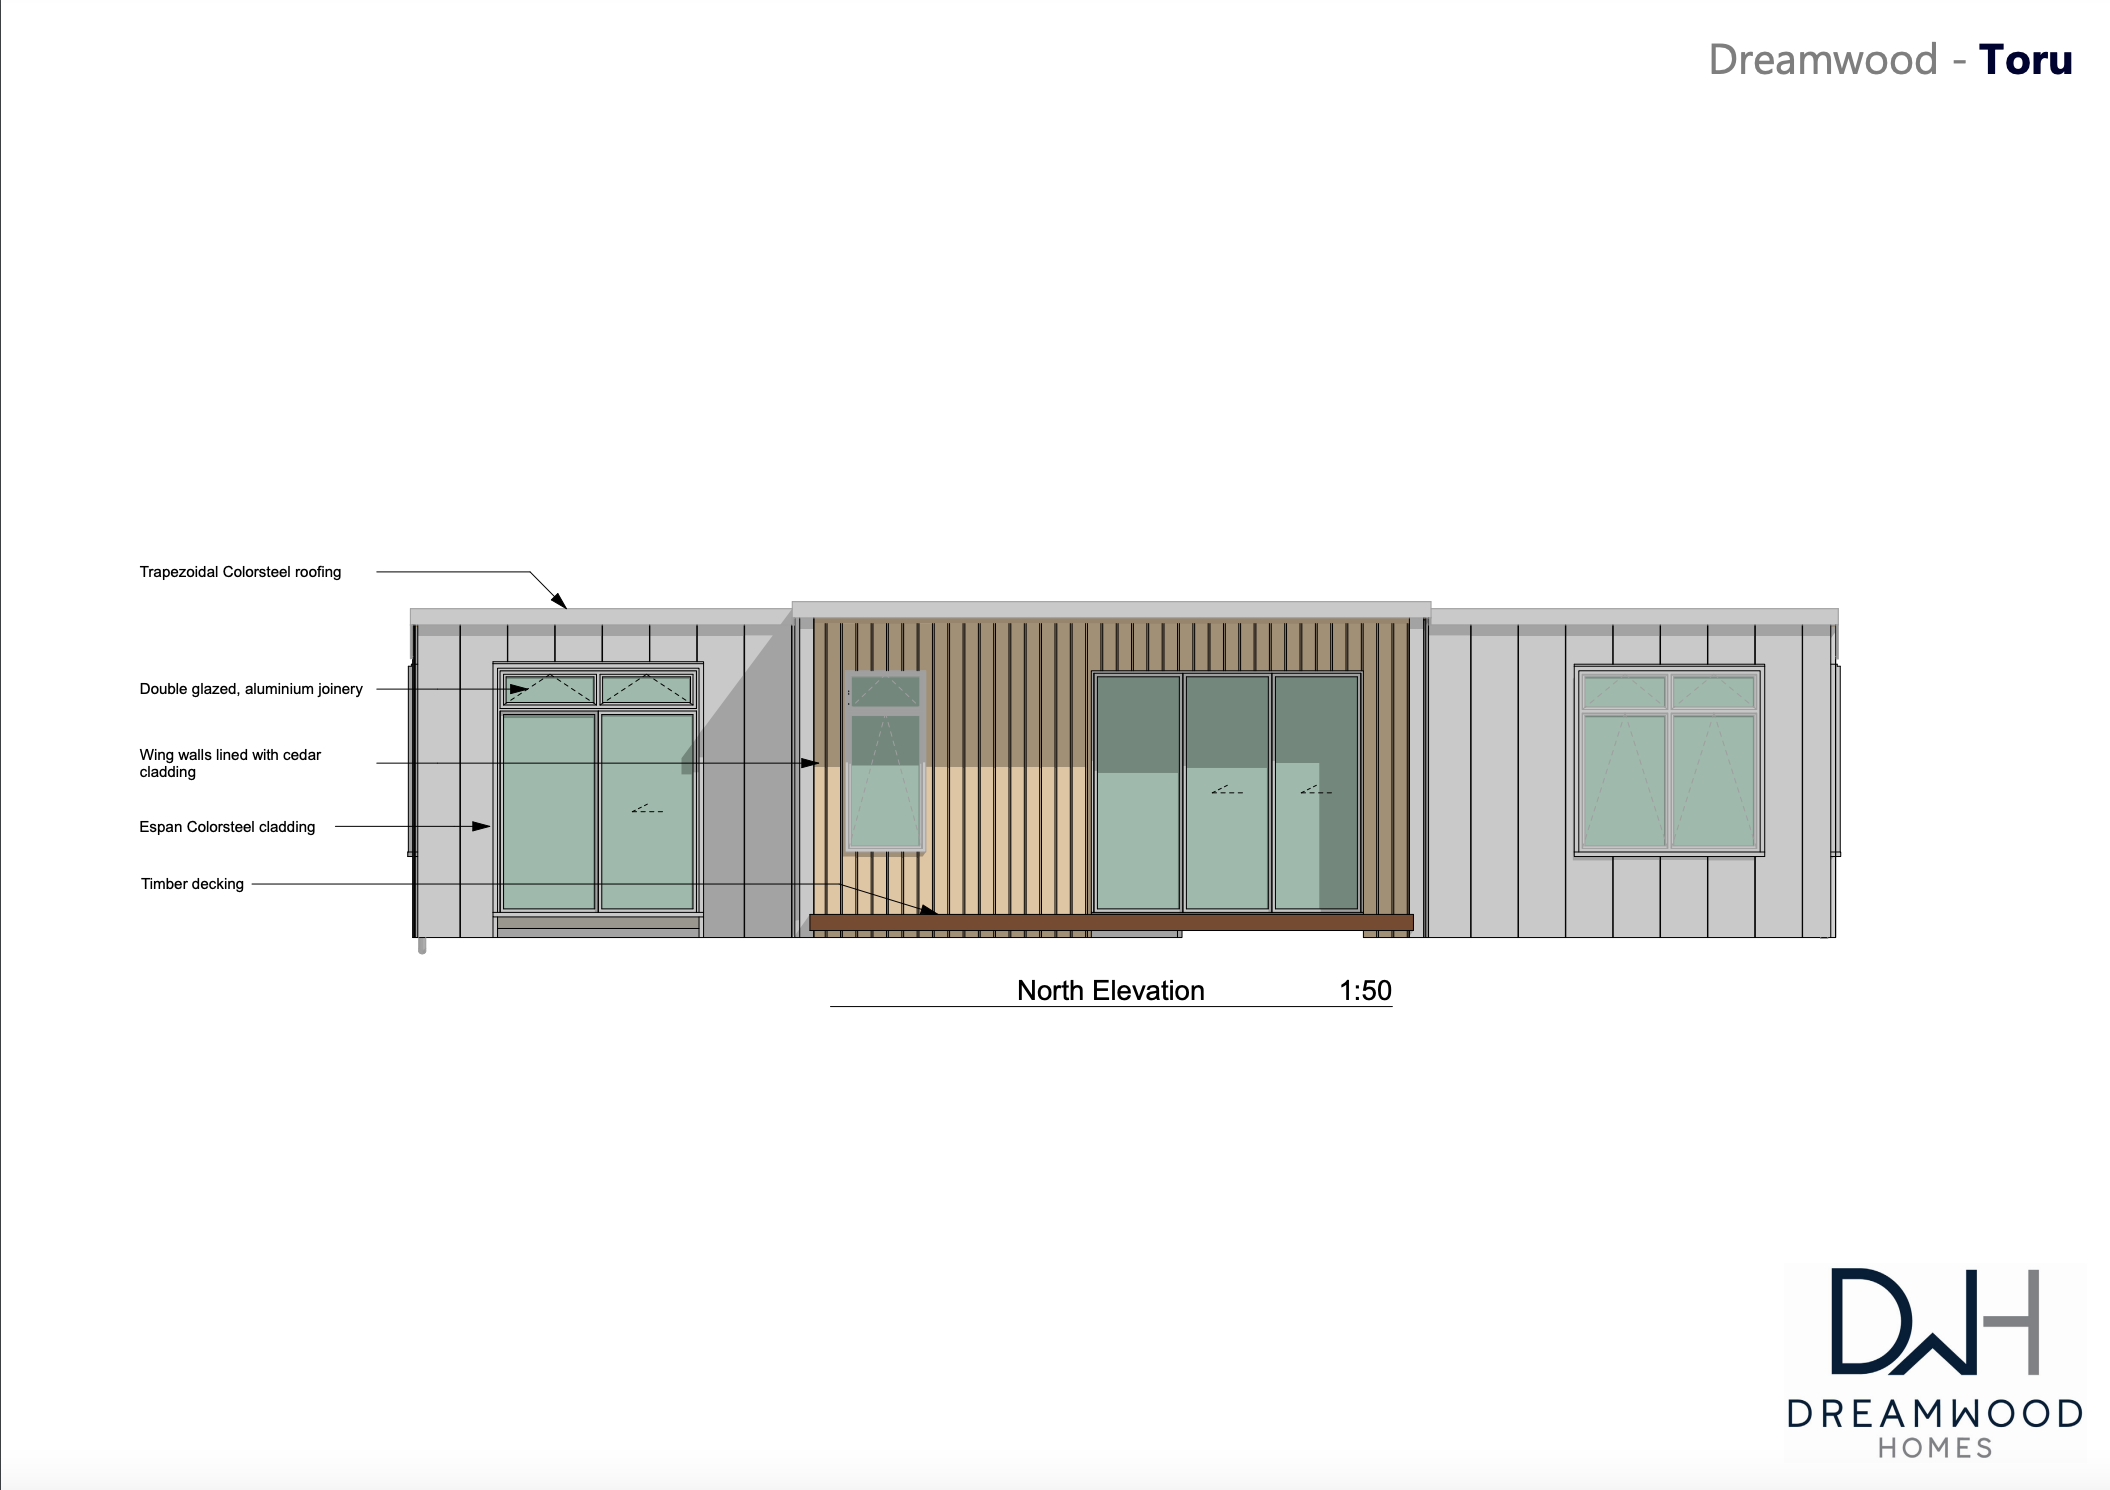 Dreamwood - Toru
Trapezoidal Colorsteel roofing
Double glazed, aluminium joinery
Wing walls lined with cedar
cladding
Espan Colorsteel cladding
Timber decking
North Elevation 1:50
DWH
DREAMWOOD
HOMES